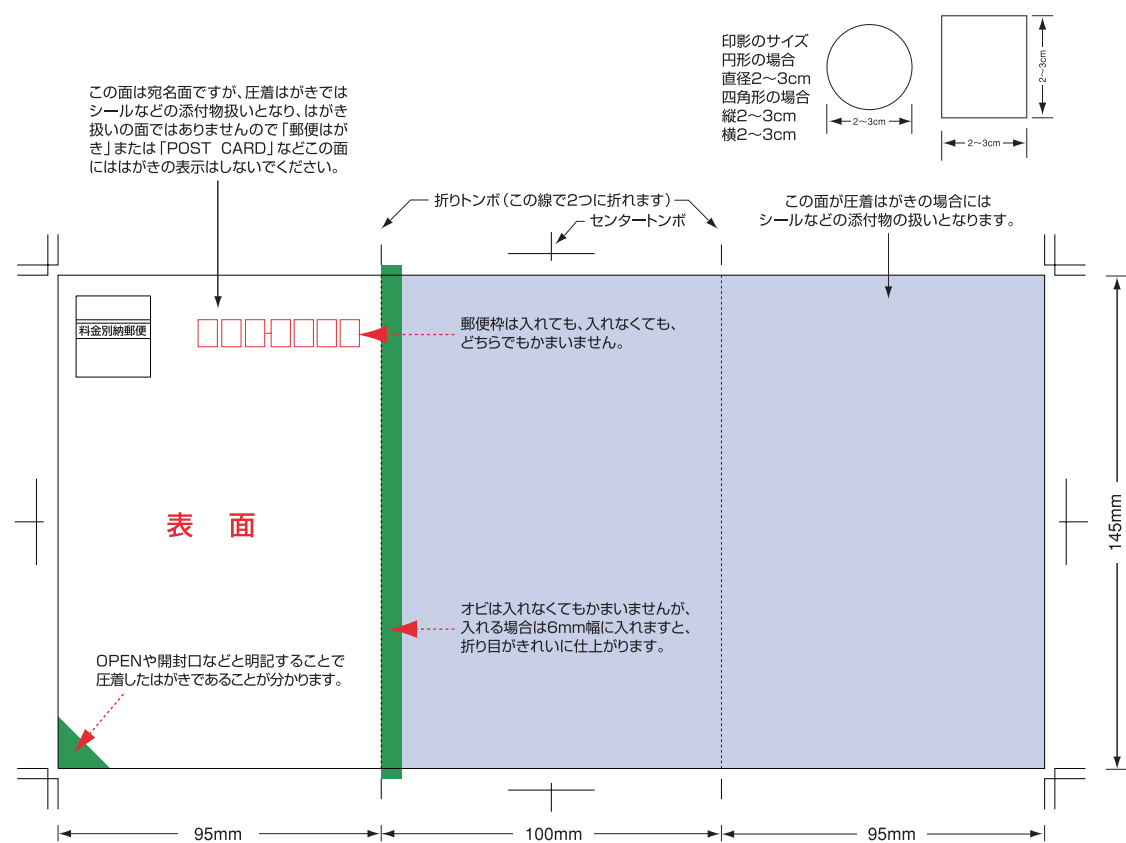 印影のサイズ
円形の場合
直径2〜3cm
四角形の場合
縦2〜3cm
横2〜3cm
2〜3cm
2〜3cm
2〜3cm
この面は宛名面ですが、圧着はがきでは
シールなどの添付物扱いとなり、はがき
扱いの面ではありませんので「郵便はが
き」または「POST CARD」などこの面
にははがきの表示はしないでください。
折りトンボ(この線で2つに折れます)
センタートンボ
この面が圧着はがきの場合には
シールなどの添付物の扱いとなります。
料金別納郵便
郵便枠は入れても、入れなくても、
どちらでもかまいません。
表 面
145mm
オビは入れなくてもかまいませんが、
入れる場合は6mm幅に入れますと、
折り目がきれいに仕上がります。
OPENや開封口などと明記することで
圧着したはがきであることが分かります。
95mm
100mm
95mm